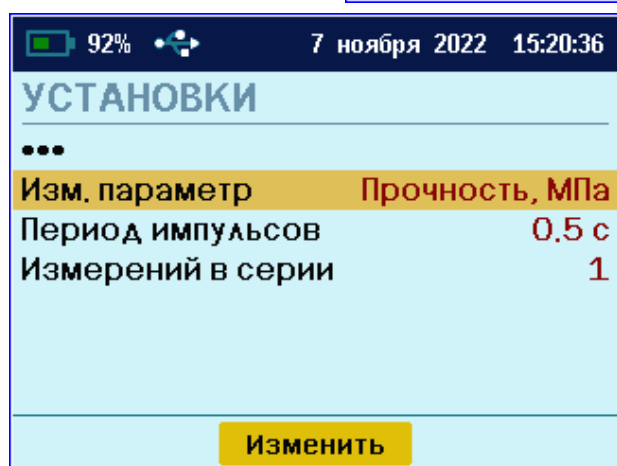 92% 7 ноября 2022 15:20:36
УСТАНОВКИ
•••
Изм. параметр Прочность, МПа
Период импульсов 0.5 с
Измерений в серии 1
Изменить